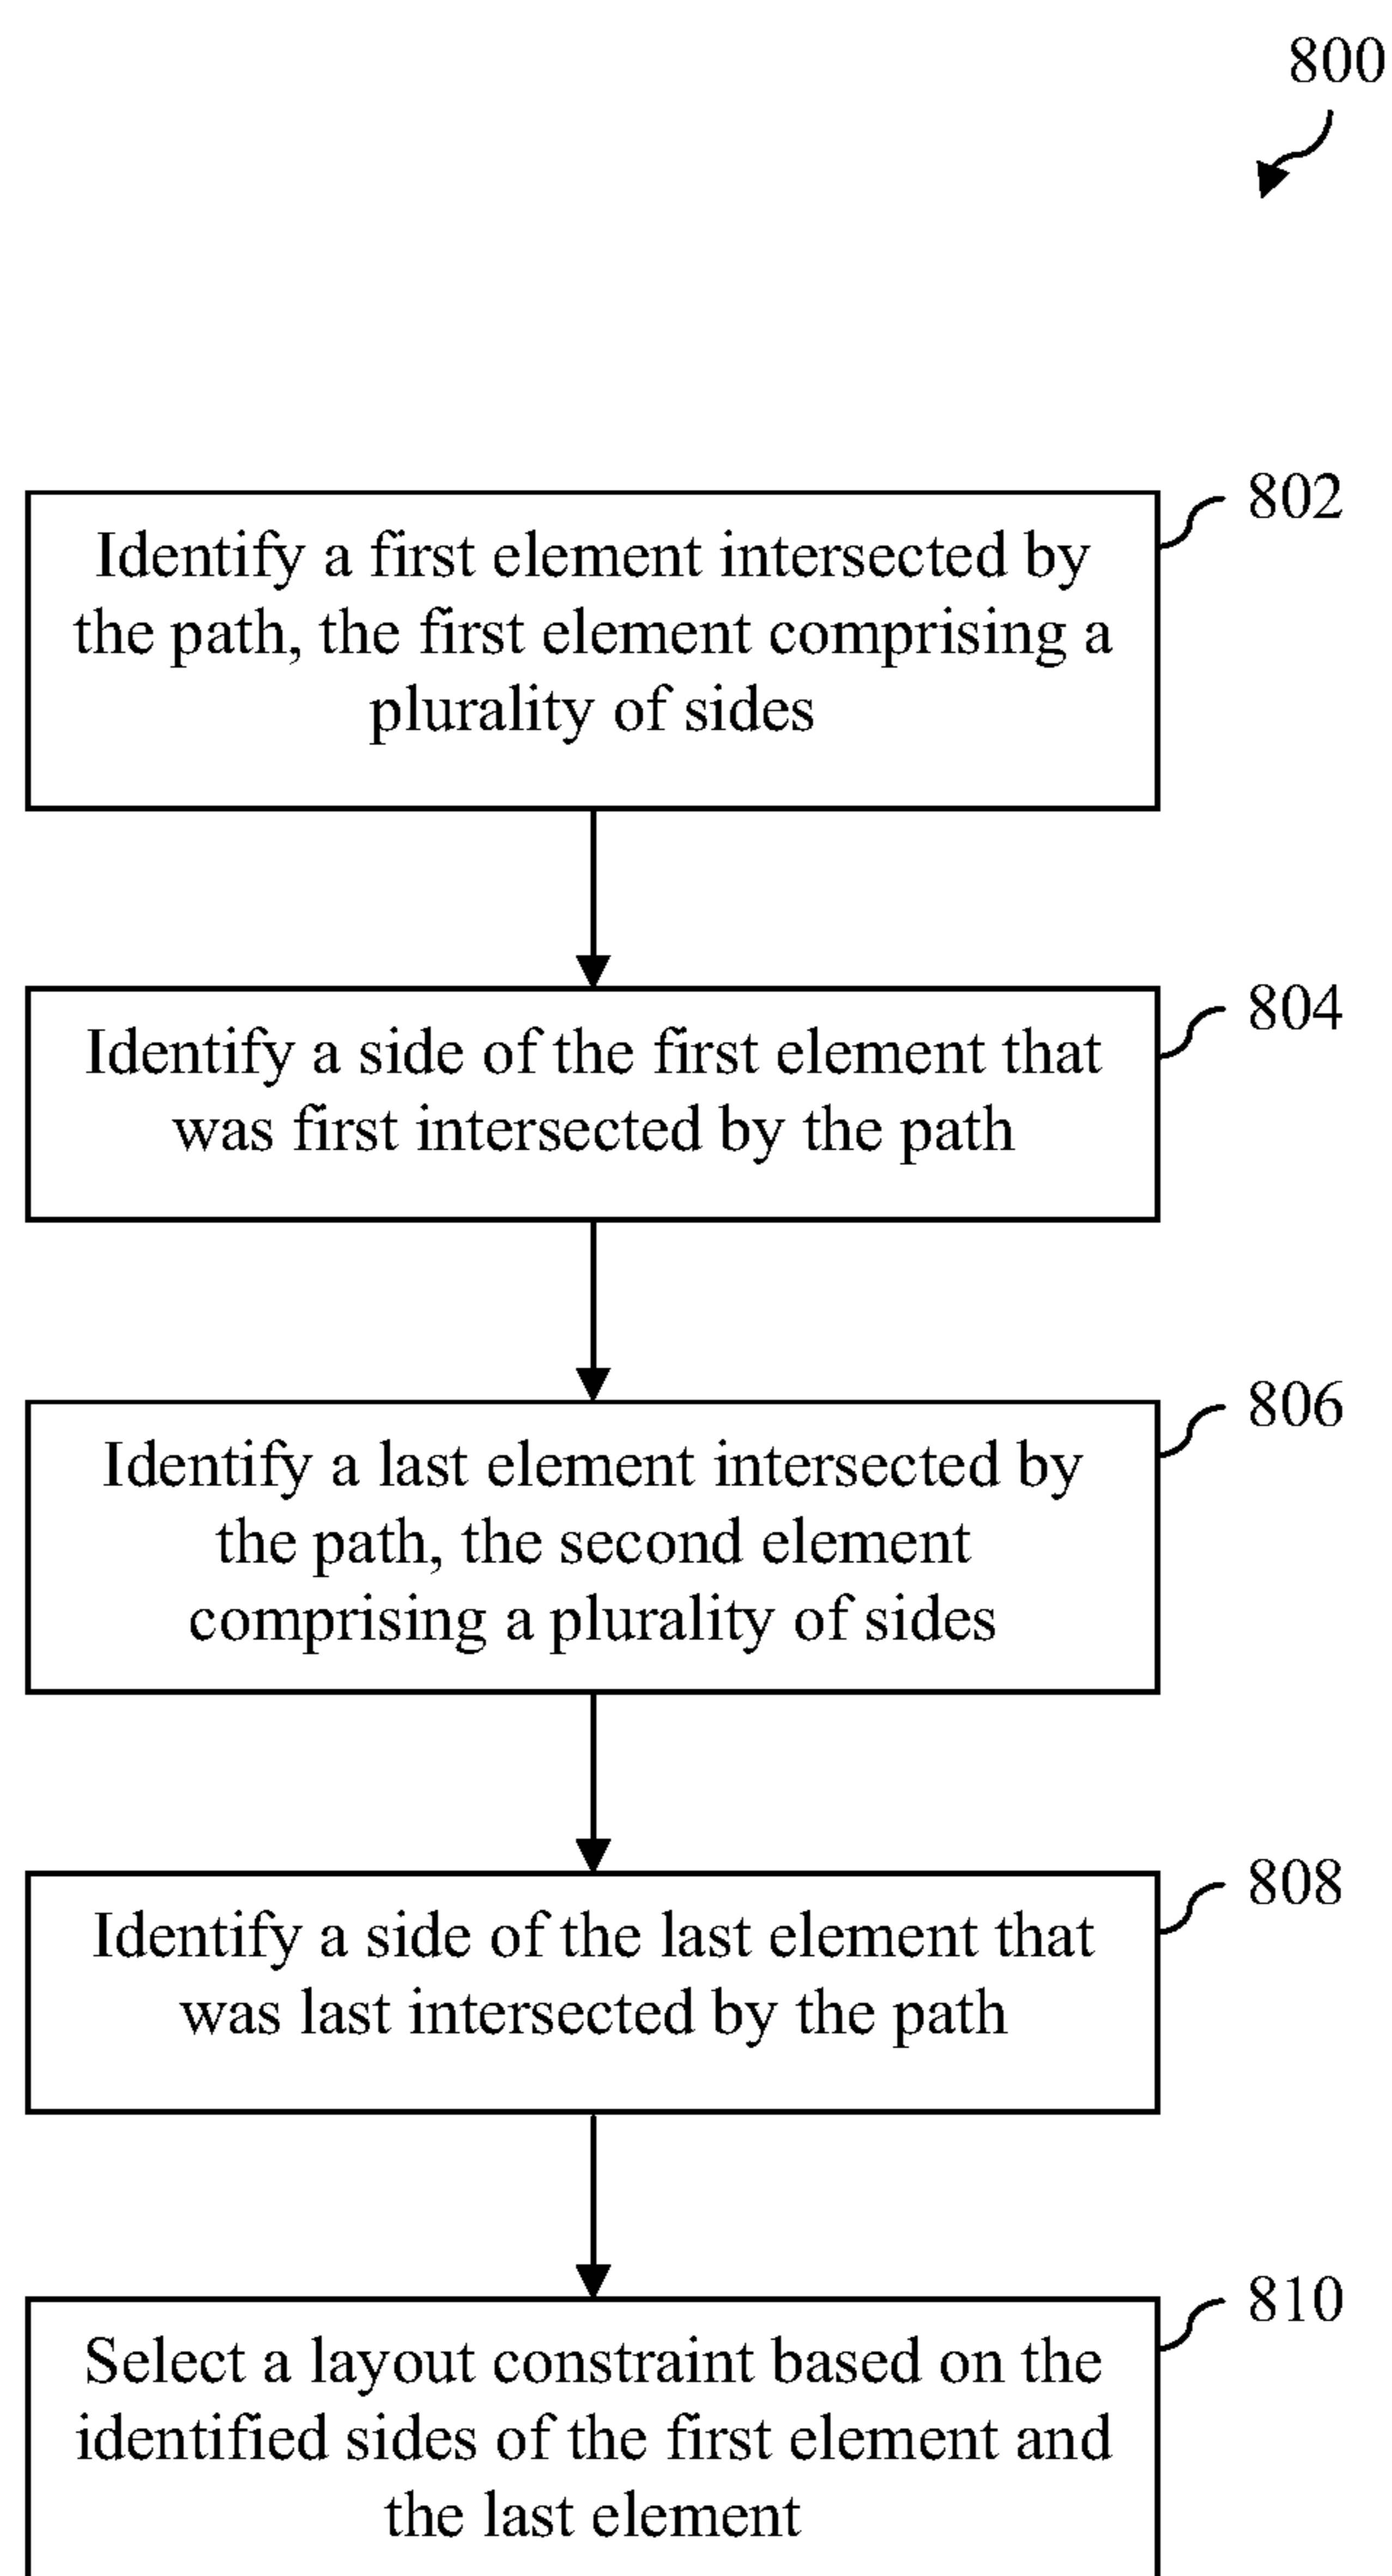 800
802
Identify a first element intersected by
the path, the first element comprising a
plurality of sides
804
Identify a side of the first element that
was first intersected by the path
806
Identify a last element intersected by
the path, the second element
comprising a plurality of sides
808
Identify a side of the last element that
was last intersected by the path
810
Select a layout constraint based on the
identified sides of the first element and
the last element